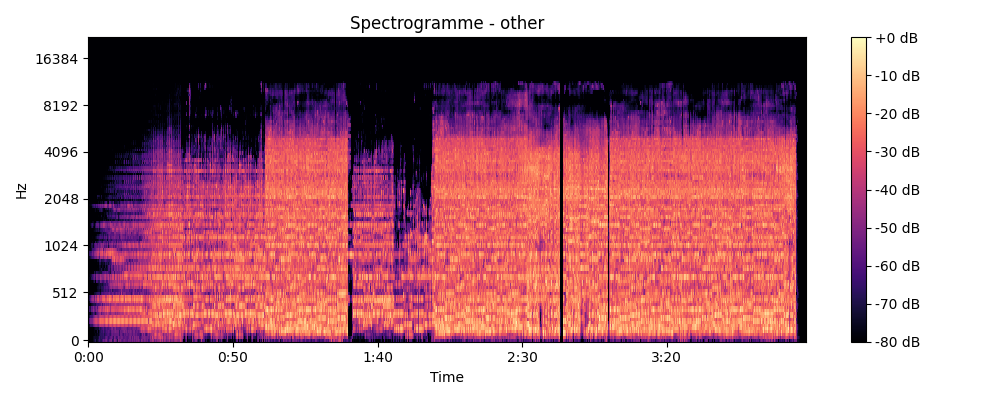 Spectrogramme - other
16384
8192
4096
2048
1024
512
0
Hz
0:00
0:50
1:40
2:30
3:20
Time
+0 dB
-10 dB
-20 dB
-30 dB
-40 dB
-50 dB
-60 dB
-70 dB
-80 dB